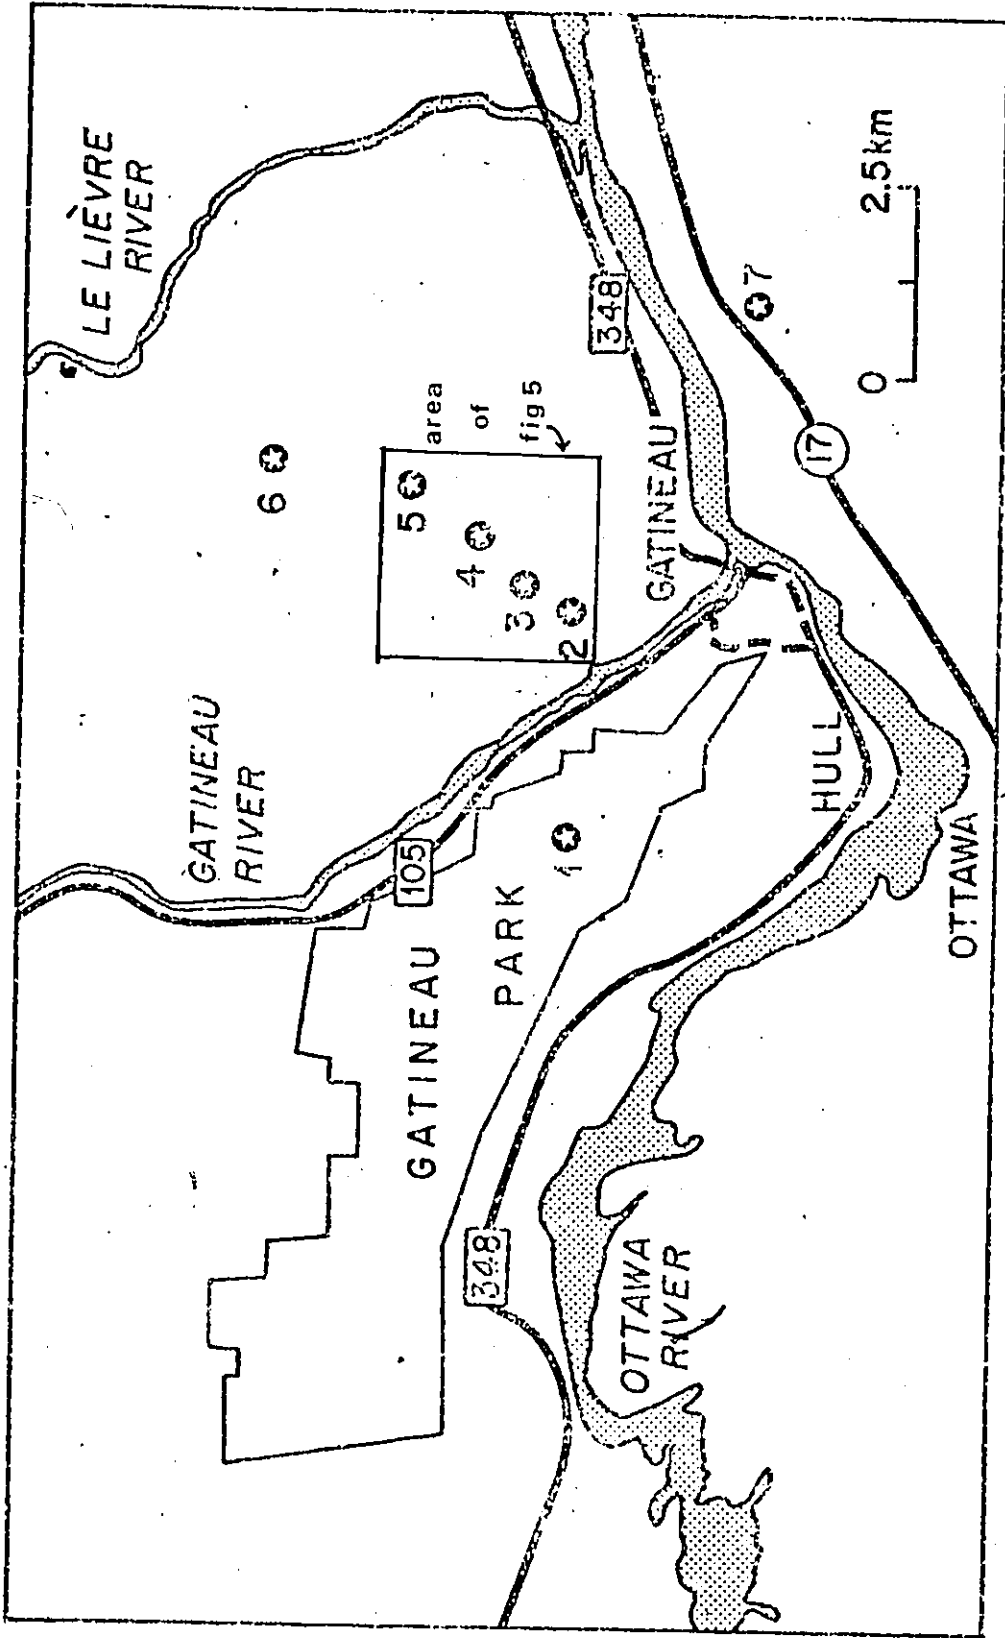 LE LIÈVRE
RIVER
GATINEAU
RIVER
6
5
4
3
2
area
of
fig 5
105
GATINEAU
PARK
1
348
GATINEAU
348
HULL
OTTAWA
RIVER
OTTAWA
17
7
0
2.5km